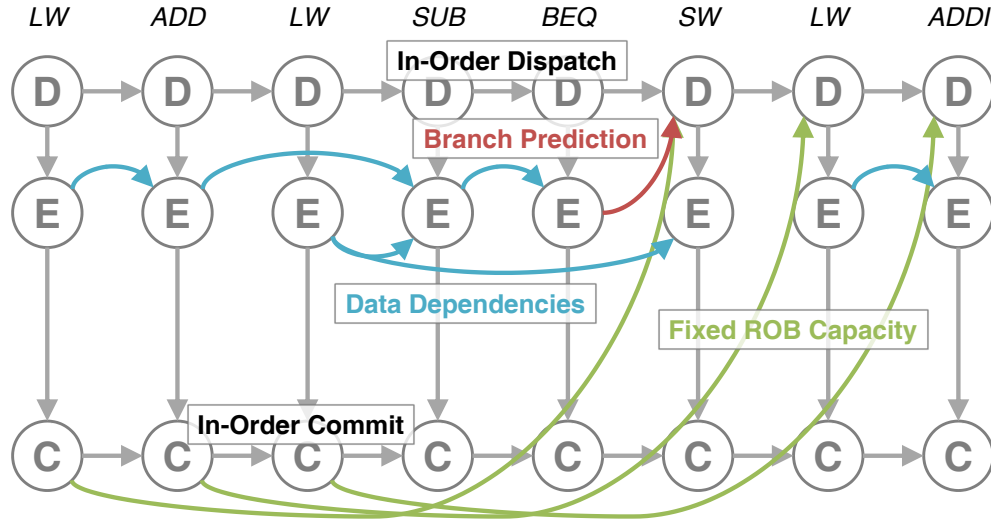 LW ADD LW SUB BEQ SW LW ADDI
In-Order Dispatch
D D D D D D D D
Branch Prediction
E E E E E E E E
Data Dependencies
Fixed ROB Capacity
In-Order Commit
C C C C C C C C